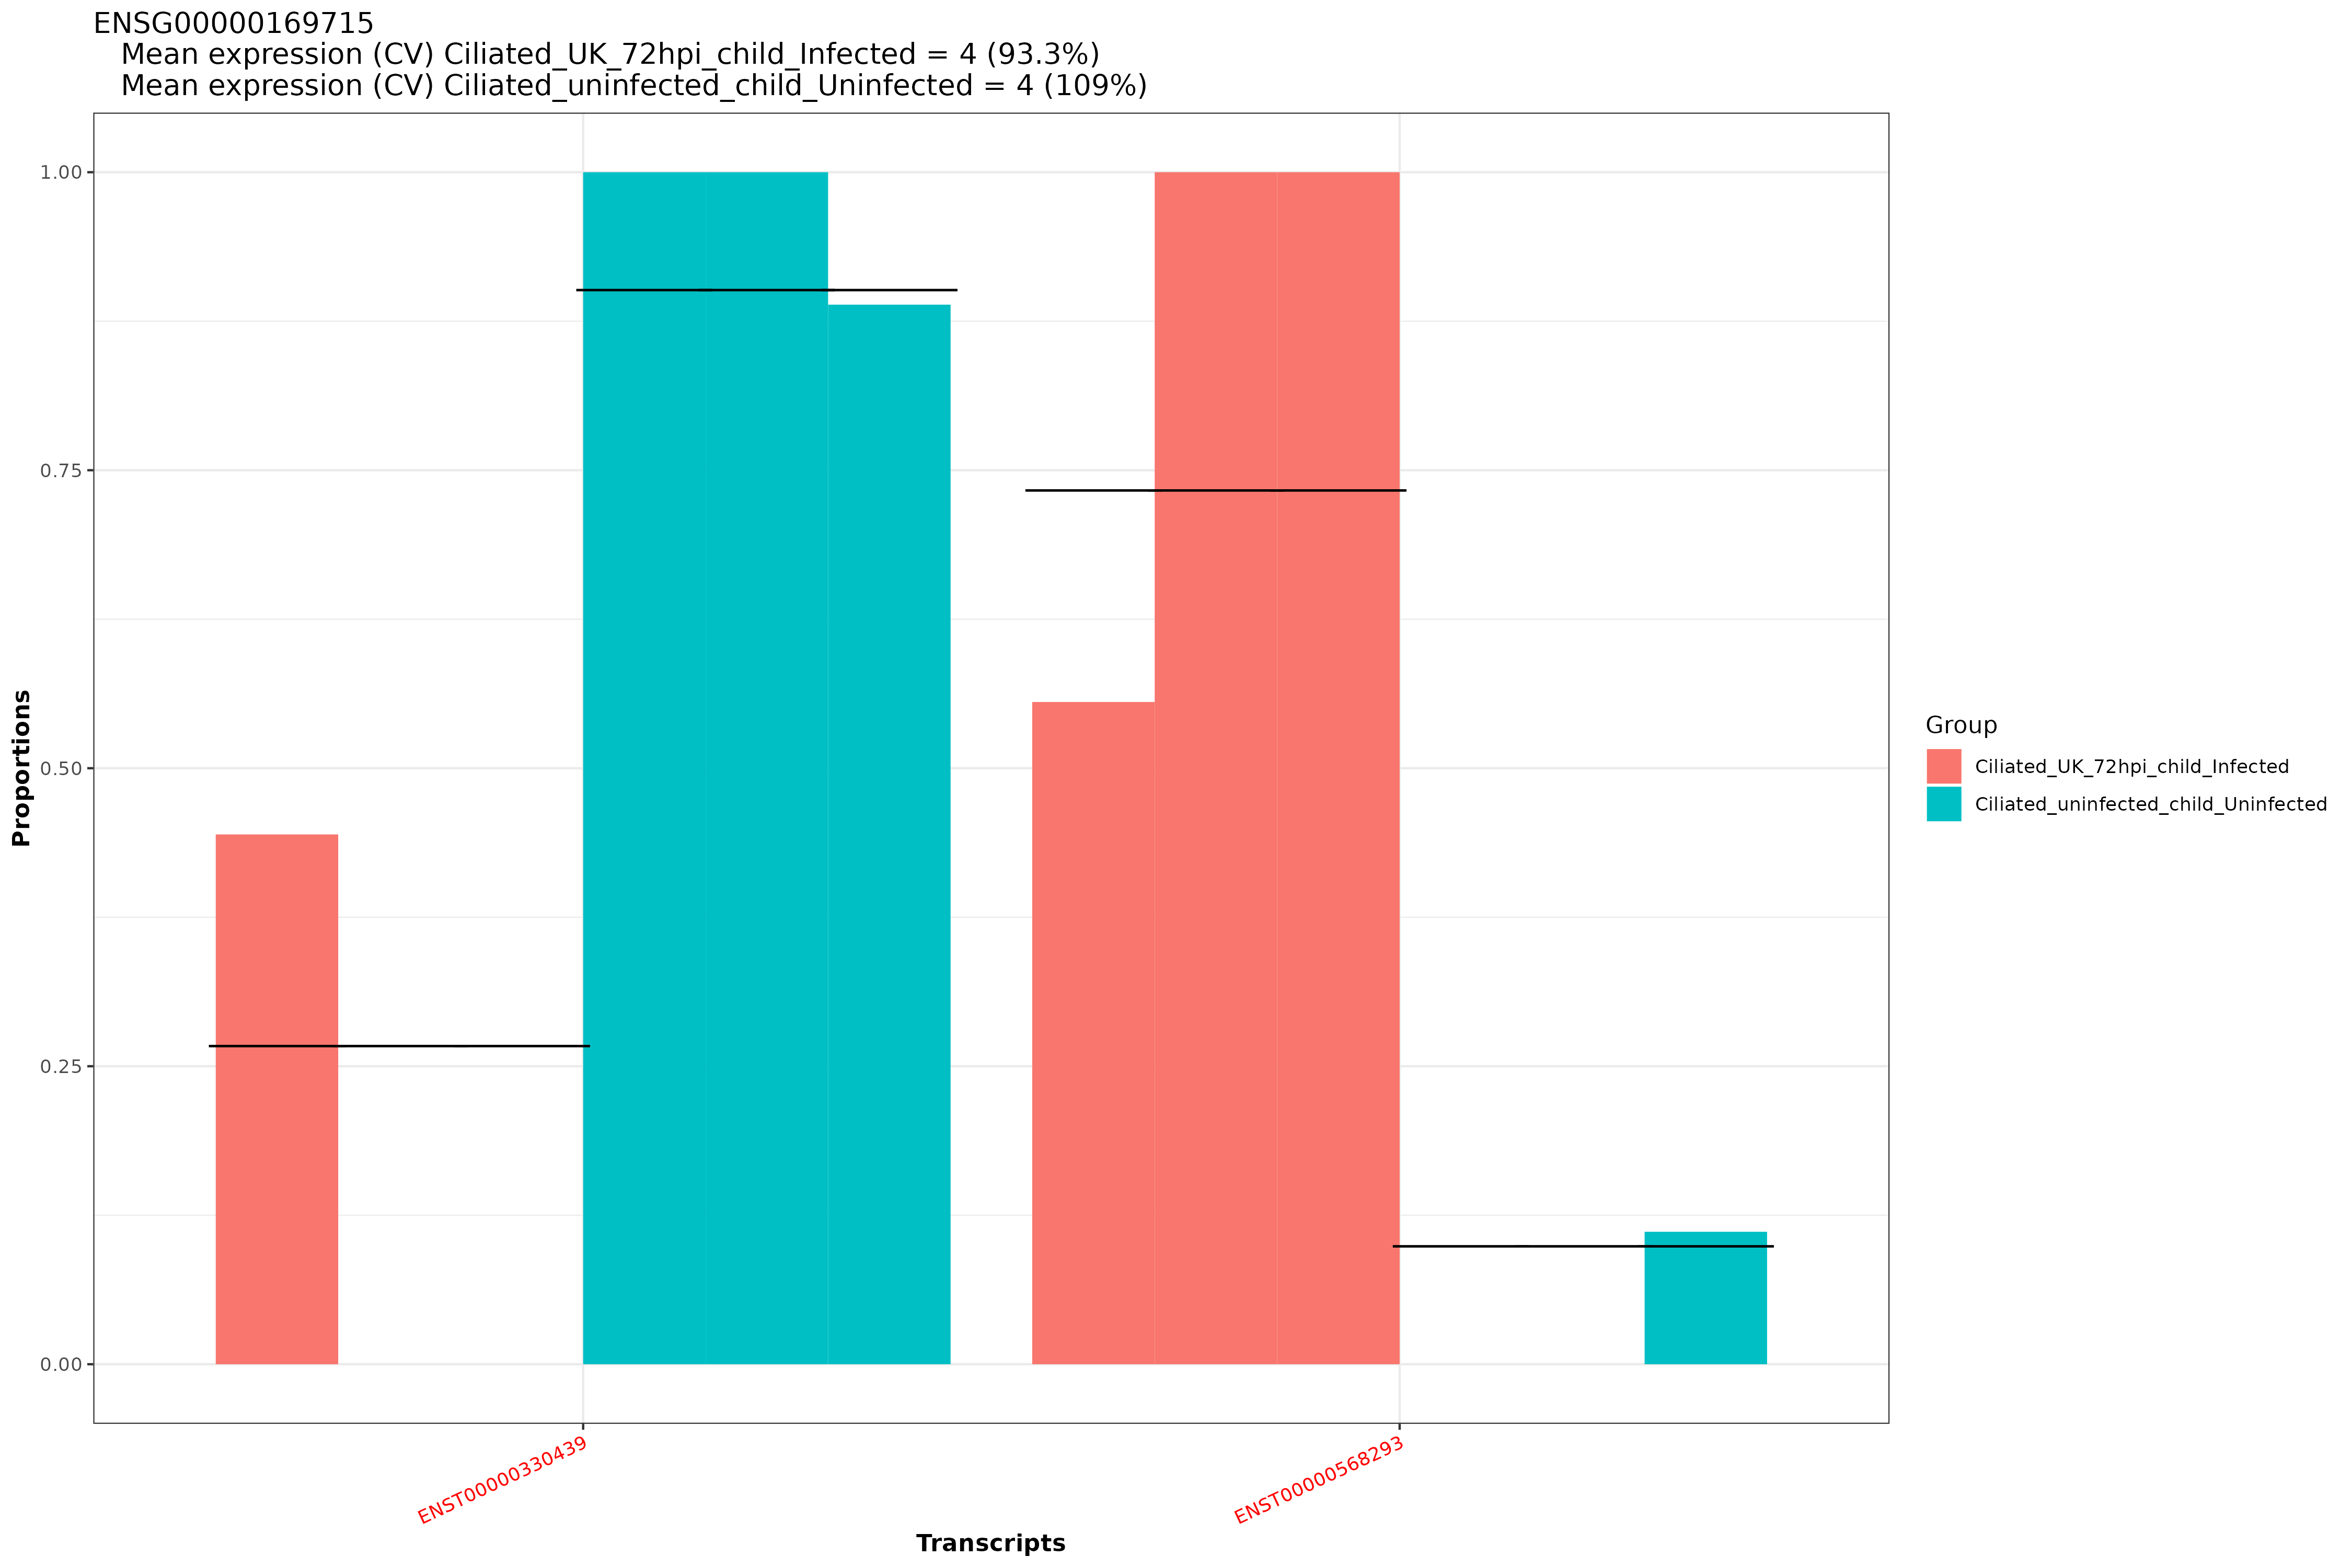 ENSG00000169715
Mean expression (CV) Ciliated_UK_72hpi_child_Infected = 4 (93.3%)
Mean expression (CV) Ciliated_uninfected_child_Uninfected = 4 (109%)
1.00
0.75
0.50
0.25
0.00
Proportions
ENST0000330439
ENST00000568293
Transcripts
Group
Ciliated_UK_72hpi_child_Infected
Ciliated_uninfected_child_Uninfected